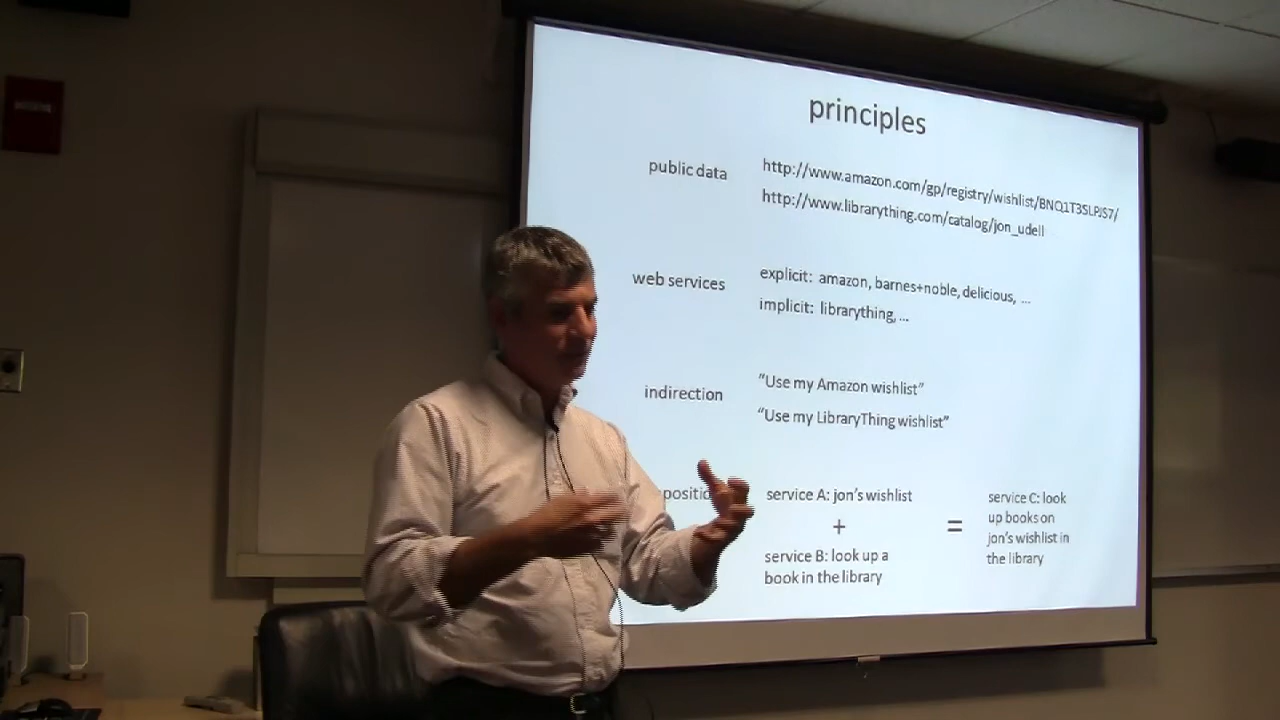 principles
public data
http://www.amazon.com/gp/registry/wishlist/BNQ1T3SLPJS7/
http://www.librarything.com/catalog/jon_udell
web services
explicit: amazon, barnes+noble, delicious, ...
implicit: librarything, ...
indirection
"Use my Amazon wishlist"
"Use my LibraryThing wishlist"
service A: jon's wishlist
+
service B: look up a
book in the library
=
service C: look
up books on
jon's wishlist in
the library